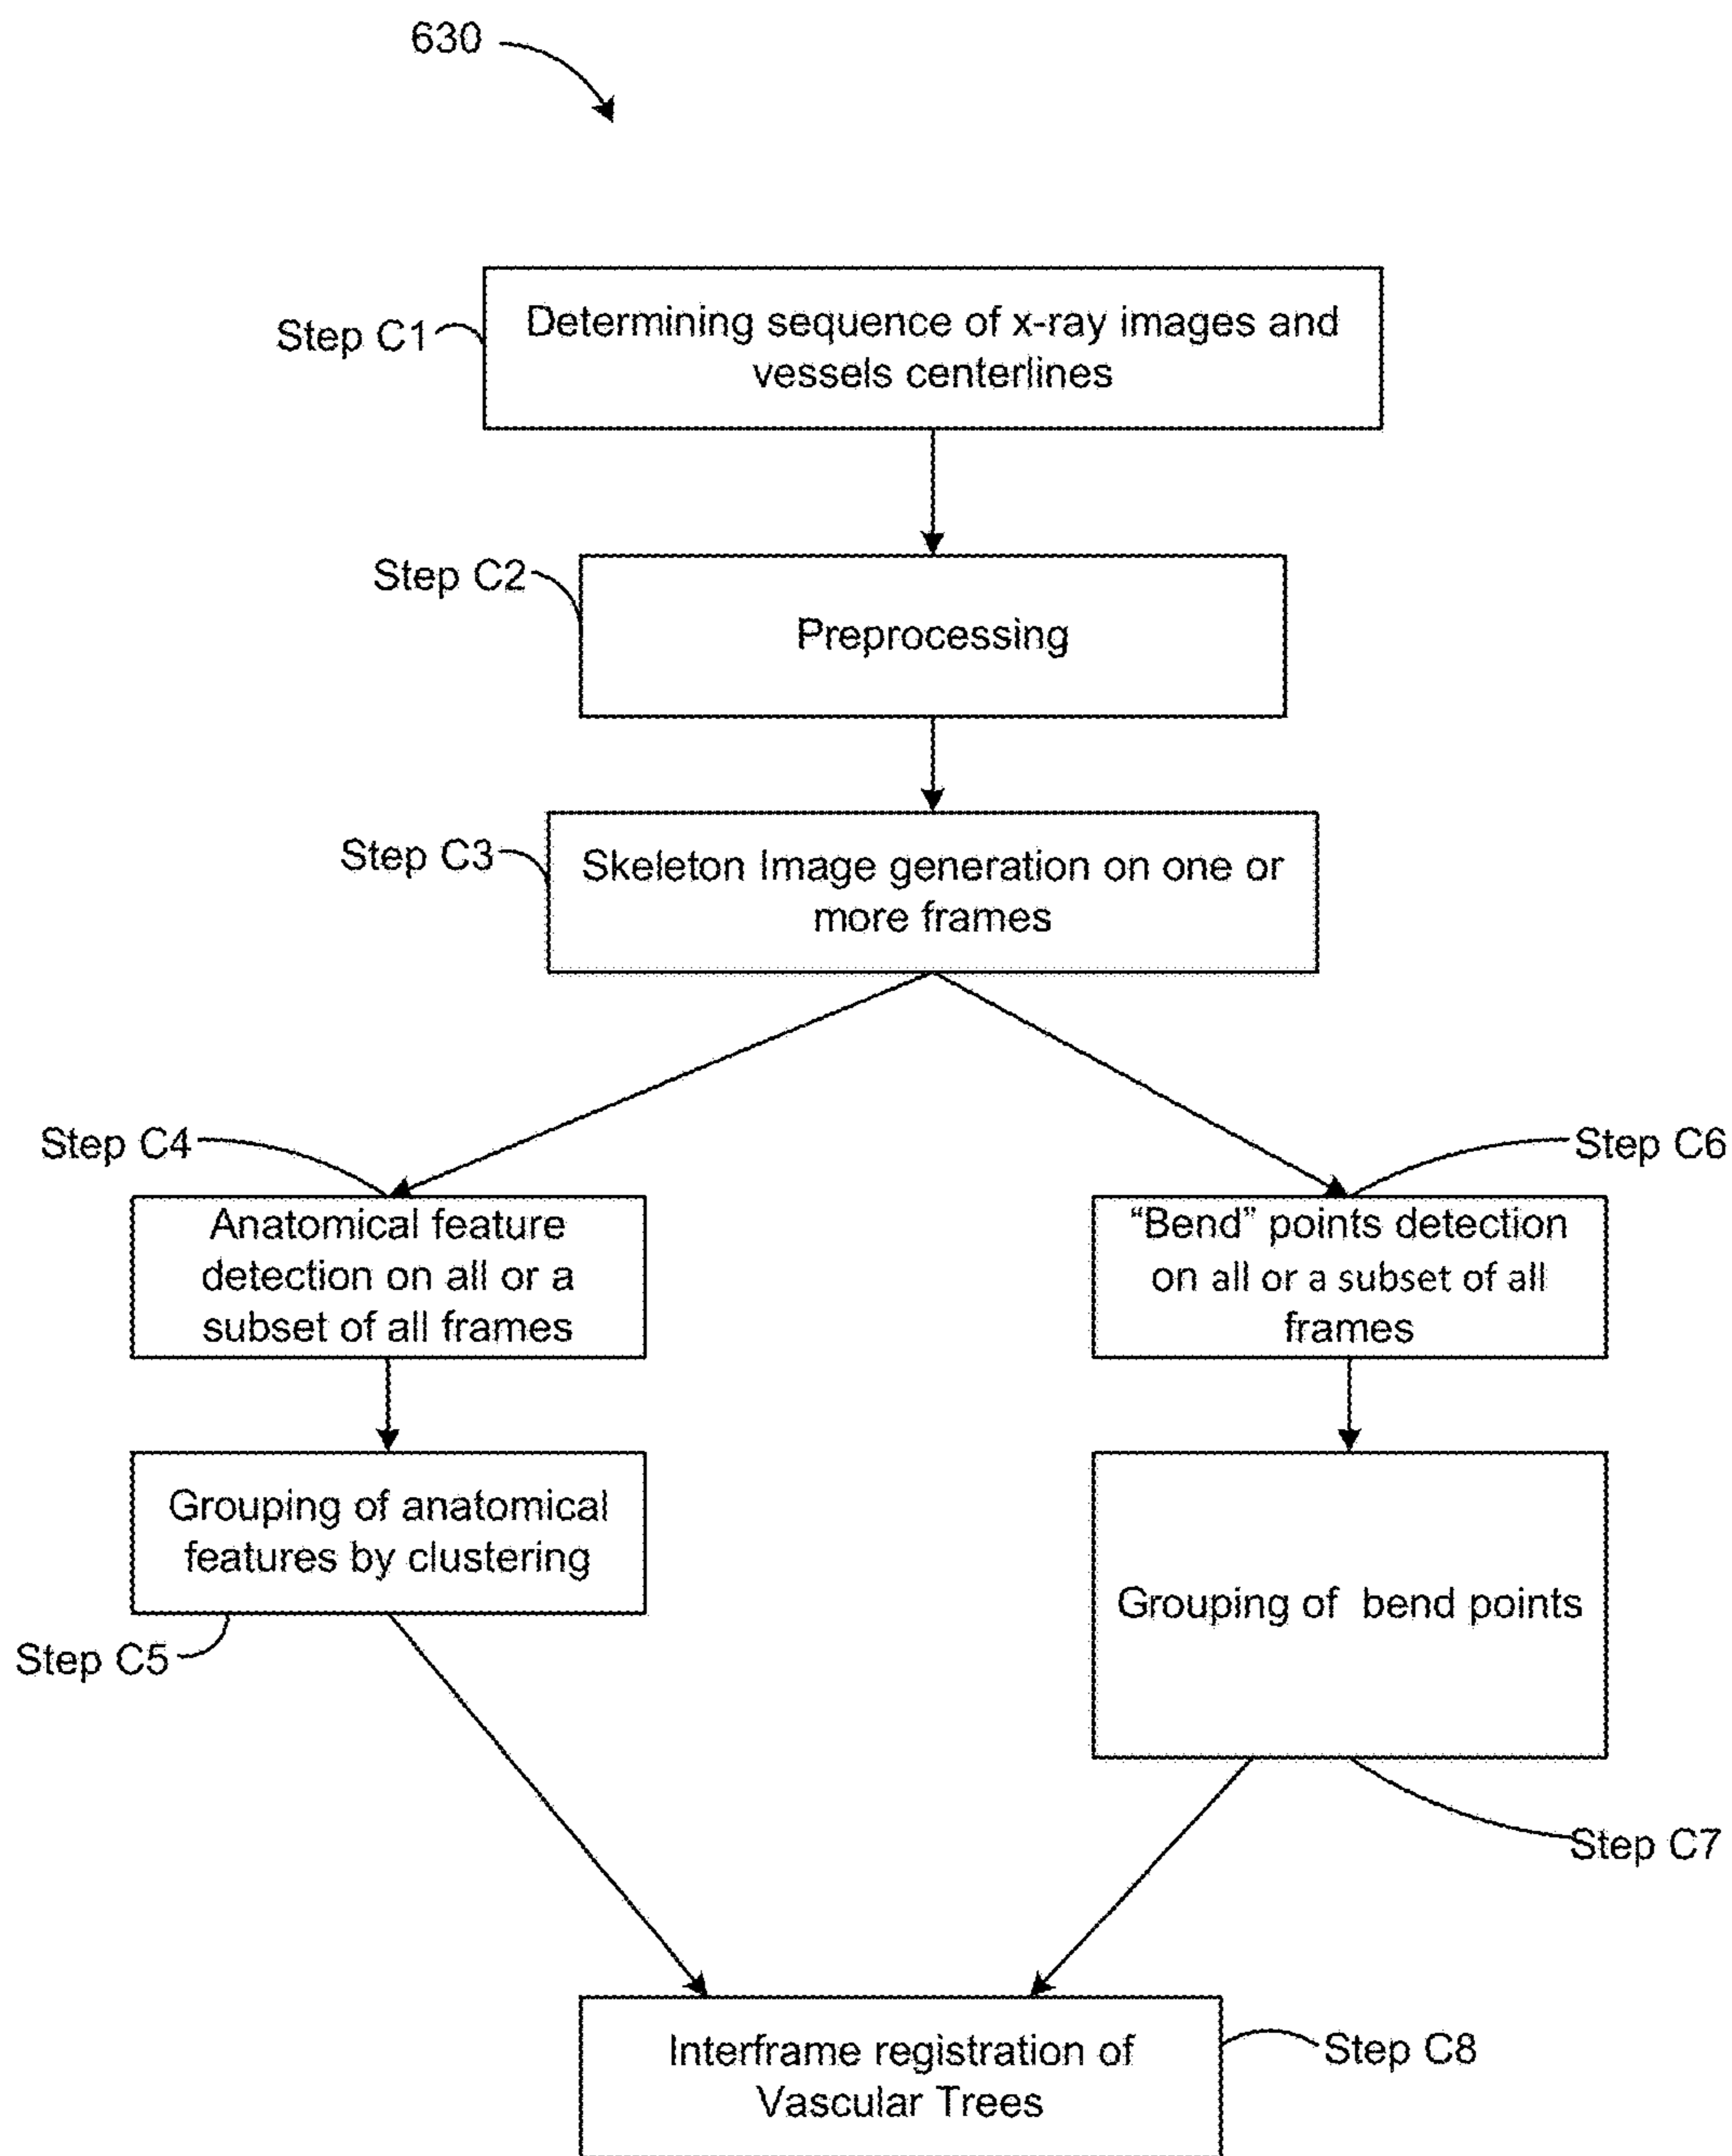 630
Step C1
Determining sequence of x-ray images and
vessels centerlines
Step C2
Preprocessing
Step C3
Skeleton Image generation on one or
more frames
Step C4
Step C6
Anatomical feature
detection on all or a
subset of all frames
“Bend” points detection
on all or a subset of all
frames
Grouping of anatomical
features by clustering
Step C5
Grouping of bend points
Step C7
Interframe registration of
Vascular Trees
Step C8